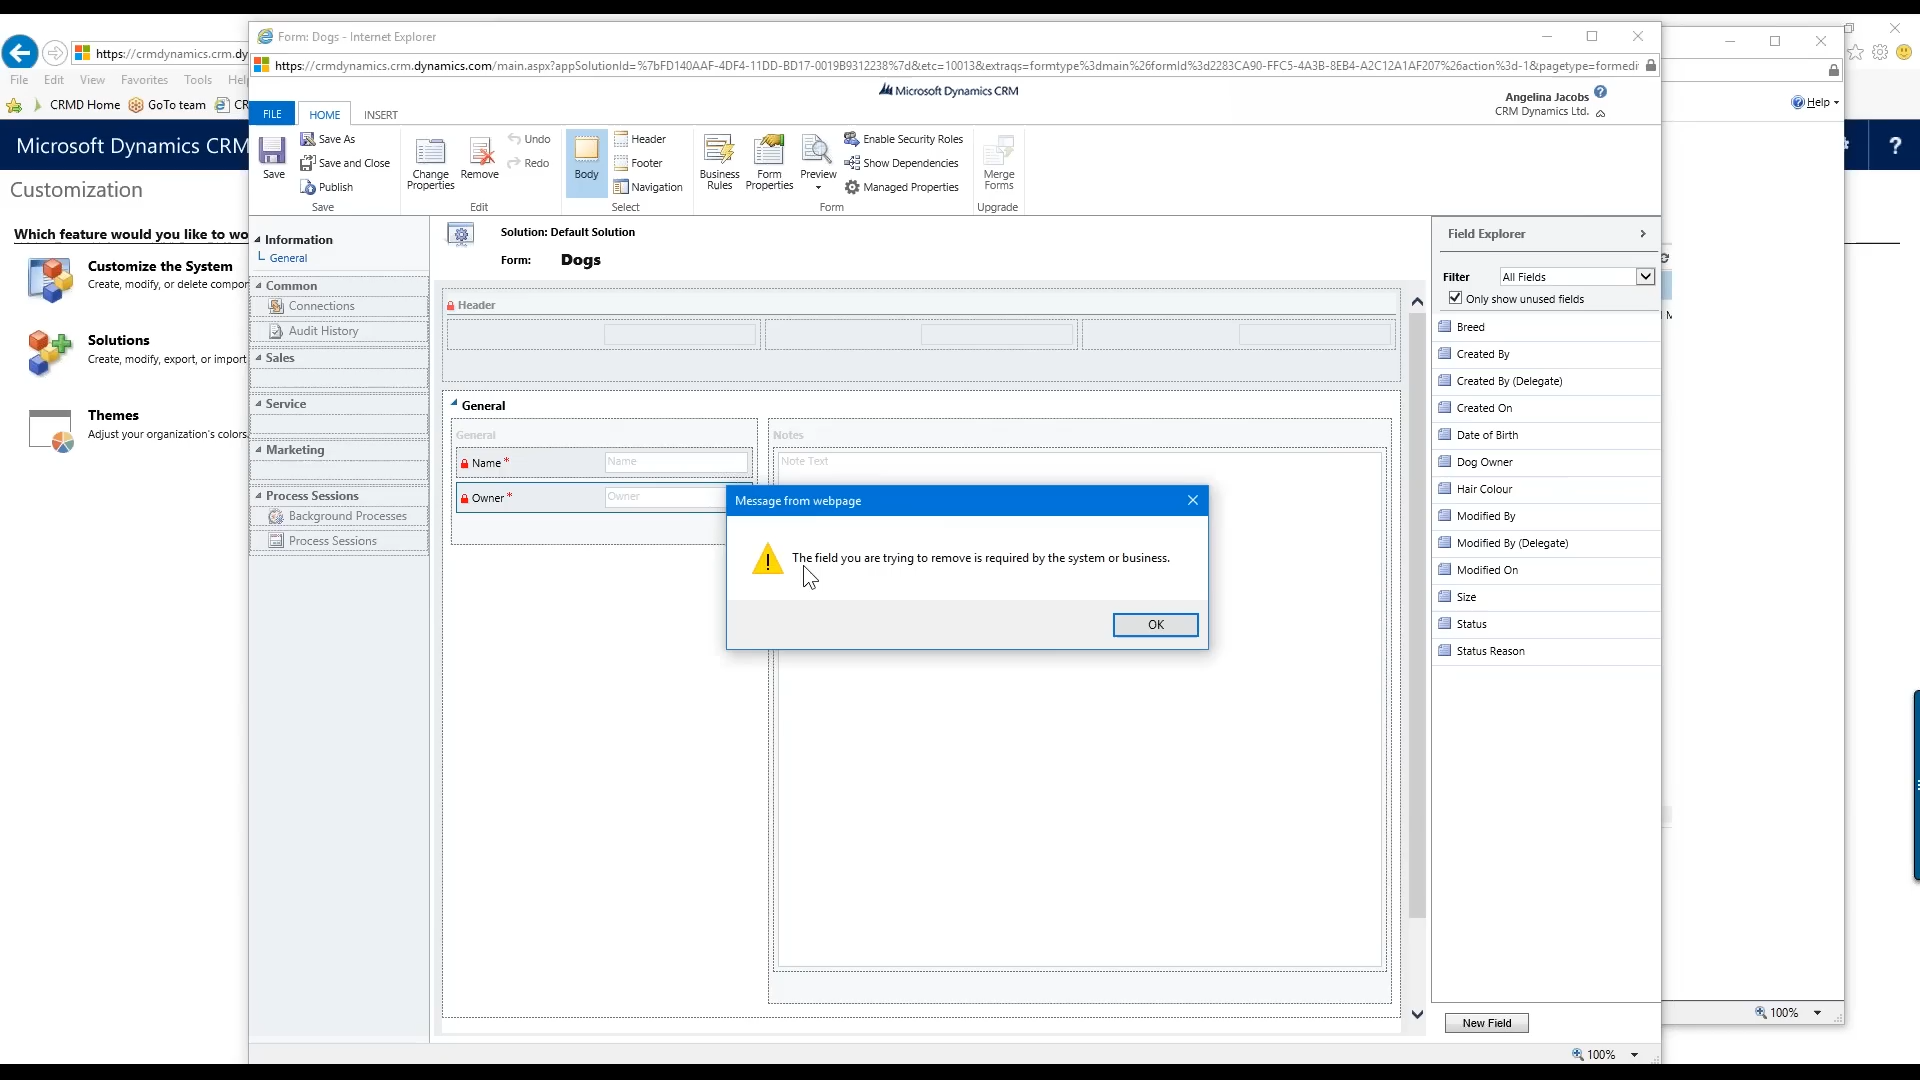 Form: Dogs - Internet Explorer
https://crmdynamics.crm.dy
https://crmdynamics.crm.dynamics.com/main.aspx?appSolutionId=%7bFD140AAF-4DF4-11DD-BD17-0019B9312238%7d&etc=10013&extraqs=formtype%3dmain%26formId%3d2283CA90-FFC5-4A3B-8EB4-A2C12A1AF207%26action%3d-1&pagetype=formedi
File Edit View Favorites Tools Help
CRMD Home GoTo team CR
Microsoft Dynamics CRM
Angelina Jacobs
CRM Dynamics Ltd.
Help
FILE HOME INSERT
Save
Save As
Save and Close
Publish
Save
Change Properties
Remove
Undo
Redo
Edit
Body
Header
Footer
Navigation
Select
Business Rules
Form Properties
Preview
Enable Security Roles
Show Dependencies
Managed Properties
Form
Merge Forms
Upgrade
Microsoft Dynamics CRM
?
Customization
Which feature would you like to wo
Customize the System
Create, modify, or delete compor
Solutions
Create, modify, export, or import
Themes
Adjust your organization's colors,
Information
General
Common
Connections
Audit History
Sales
Service
Marketing
Process Sessions
Background Processes
Process Sessions
Solution: Default Solution
Form: Dogs
Header
General
General
Name*
Name
Owner*
Owner
Notes
Note Text
Message from webpage
The field you are trying to remove is required by the system or business.
OK
Field Explorer
Filter All Fields
Only show unused fields
Breed
Created By
Created By (Delegate)
Created On
Date of Birth
Dog Owner
Hair Colour
Modified By
Modified By (Delegate)
Modified On
Size
Status
Status Reason
New Field
100%
100%